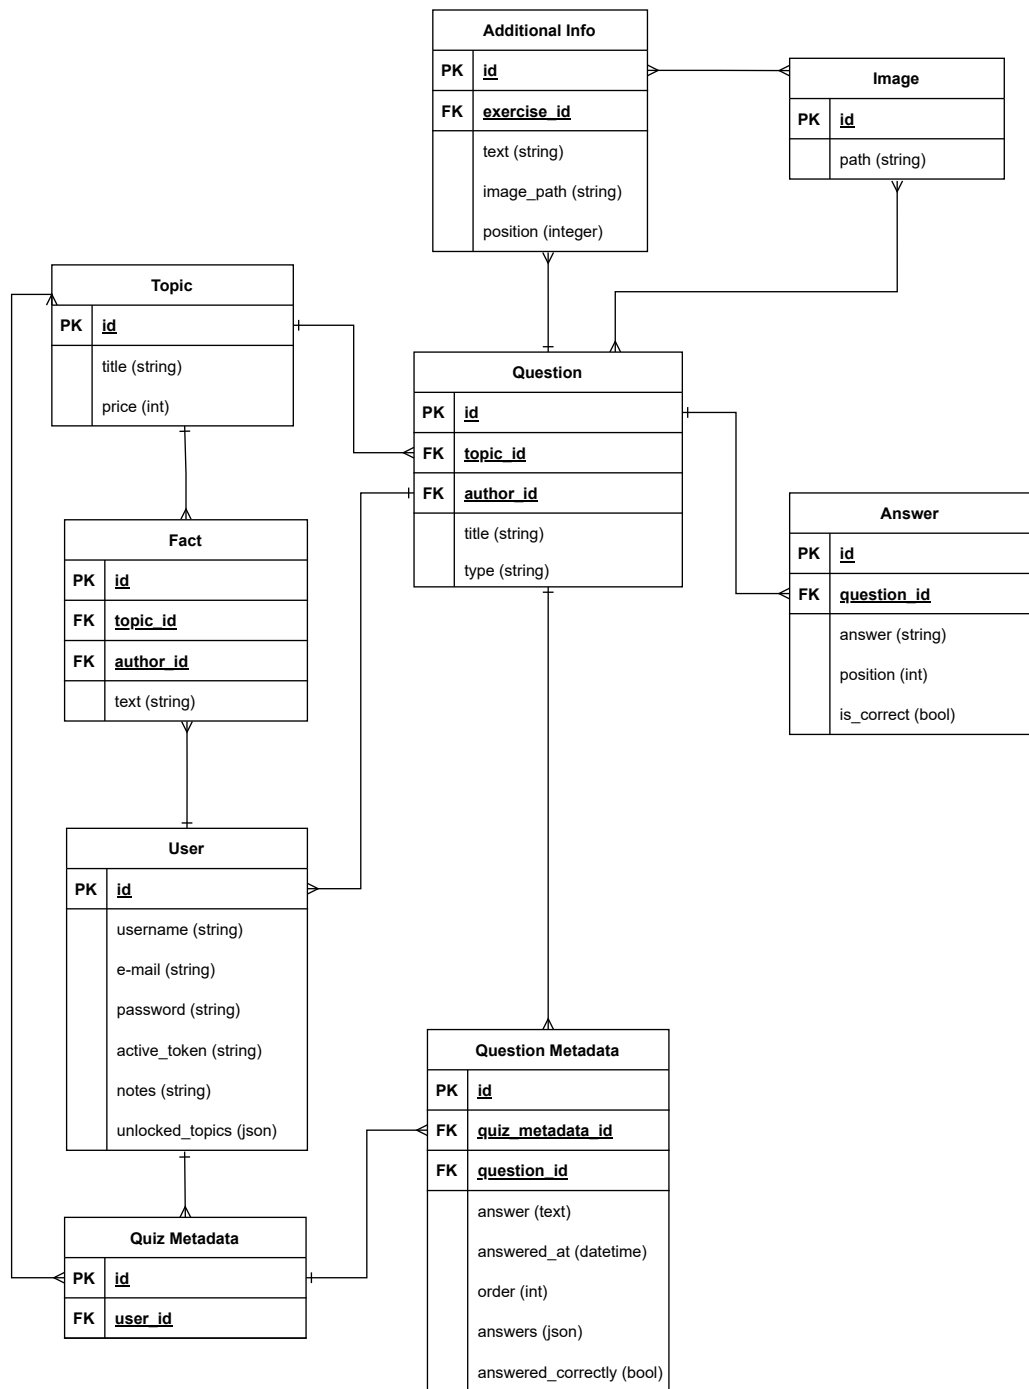 Additional Info
PK id
FK exercise_id
text (string)
image_path (string)
position (integer)
Image
PK id
path (string)
Topic
PK id
title (string)
price (int)
Question
PK id
FK topic_id
FK author_id
title (string)
type (string)
Answer
PK id
FK question_id
answer (string)
position (int)
is_correct (bool)
Fact
PK id
FK topic_id
FK author_id
text (string)
User
PK id
username (string)
e-mail (string)
password (string)
active_token (string)
notes (string)
unlocked_topics (json)
Question Metadata
PK id
FK quiz_metadata_id
FK question_id
answer (text)
answered_at (datetime)
order (int)
answers (json)
answered_correctly (bool)
Quiz Metadata
PK id
FK user_id